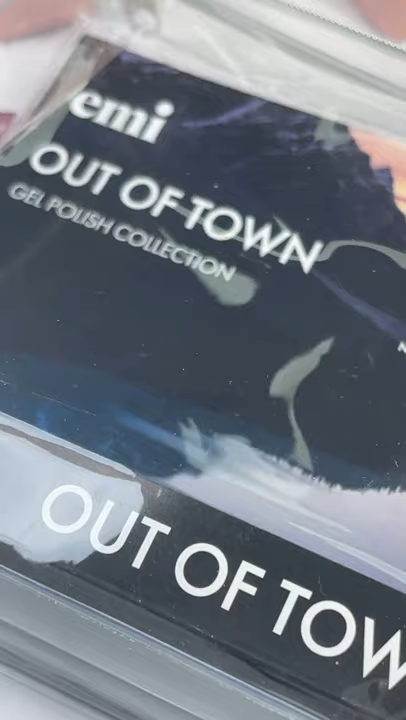 emi
OUT OF TOWN
GEL POLISH COLLECTION
OUT OF TOW